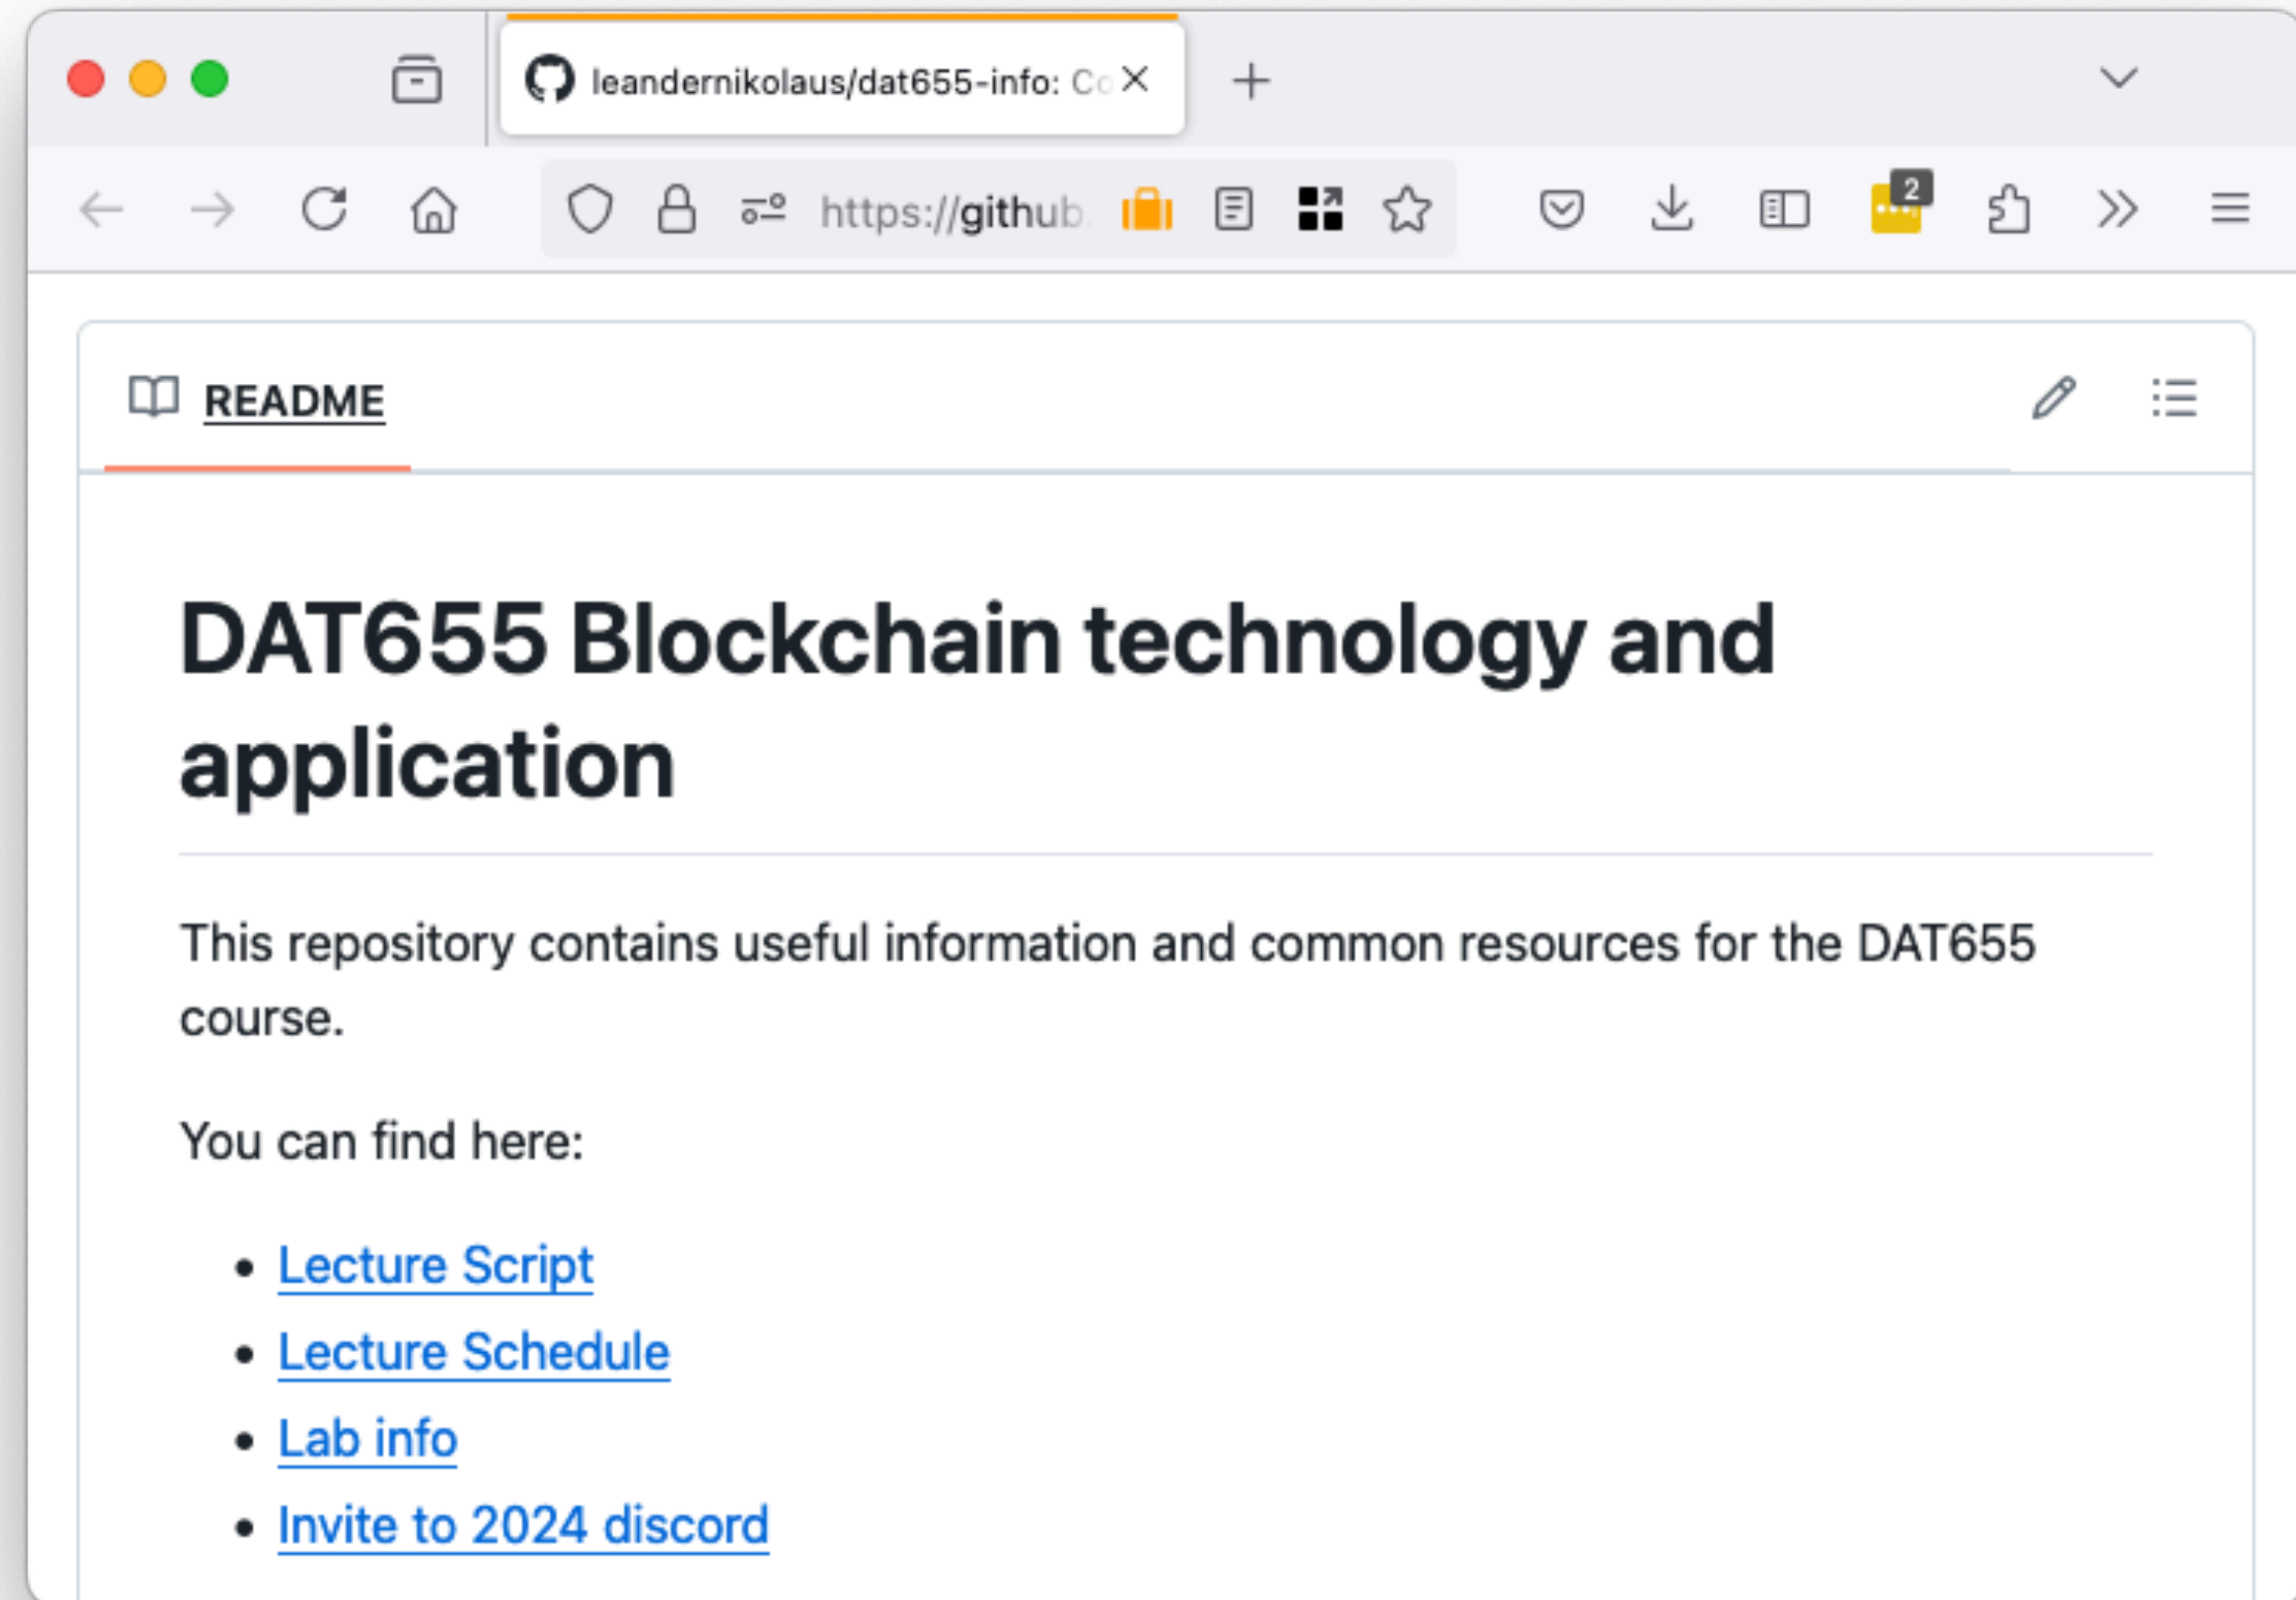 leandernikolaus/dat655-info: Co
https://github.
2
README
DAT655 Blockchain technology and
application
This repository contains useful information and common resources for the DAT655
course.
You can find here:
Lecture Script
Lecture Schedule
Lab info
Invite to 2024 discord